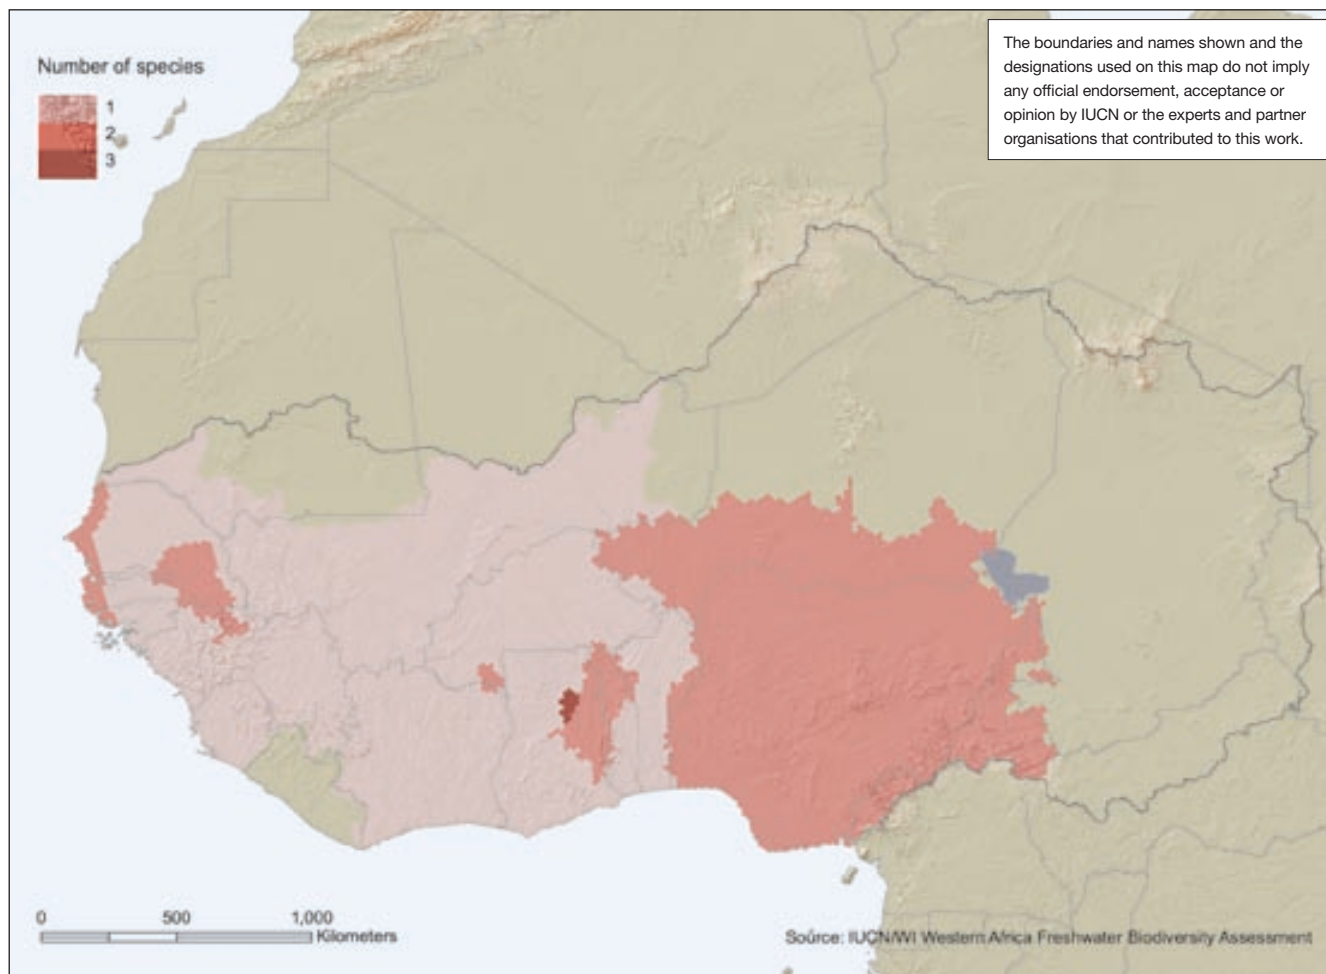 Number of species
1
2
3
The boundaries and names shown and the
designations used on this map do not imply
any official endorsement, acceptance or
opinion by IUCN or the experts and partner
organisations that contributed to this work.
0 500 1,000
Kilometers
Source: IUCN/WI Western Africa Freshwater Biodiversity Assessment